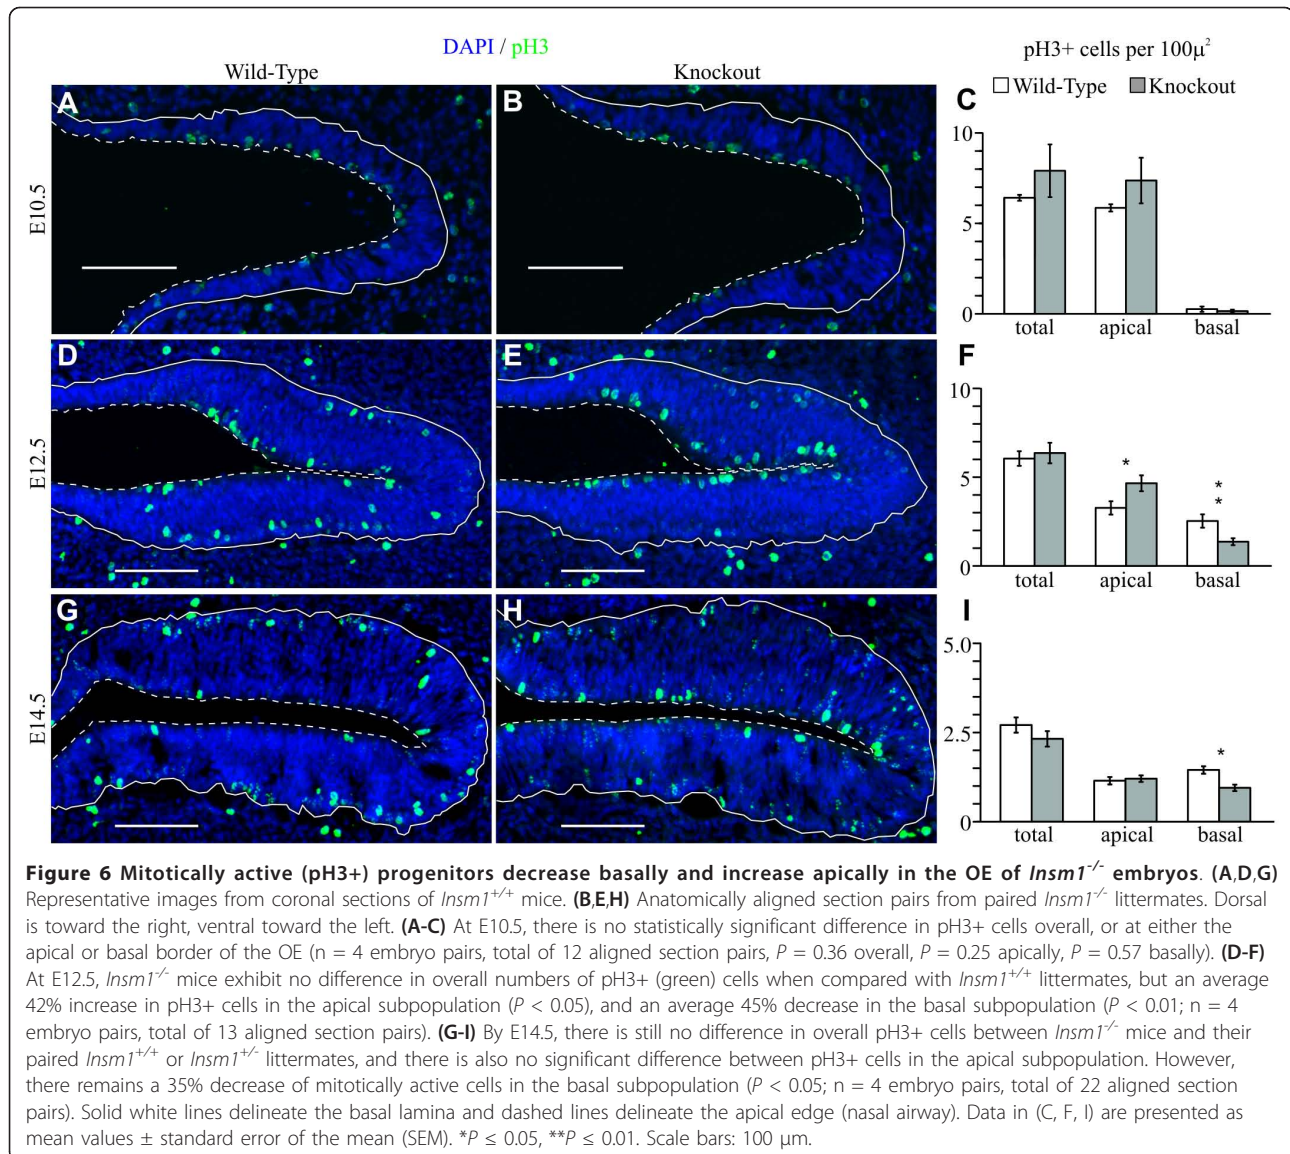 DAPI / pH3
Wild-Type
Knockout
pH3+ cells per 100μ²
Wild-Type Knockout
E10.5
A
B
C
10
5
0
total apical basal
E12.5
D
E
F
10
5
0
*
*
*
total apical basal
E14.5
G
H
I
5.0
2.5
0
*
total apical basal
Figure 6 Mitotically active (pH3+) progenitors decrease basally and increase apically in the OE of Insm1-/- embryos. (A,D,G)
Representative images from coronal sections of Insm1+/+ mice. (B,E,H) Anatomically aligned section pairs from paired Insm1-/- littermates. Dorsal
is toward the right, ventral toward the left. (A-C) At E10.5, there is no statistically significant difference in pH3+ cells overall, or at either the
apical or basal border of the OE (n = 4 embryo pairs, total of 12 aligned section pairs, P = 0.36 overall, P = 0.25 apically, P = 0.57 basally). (D-F)
At E12.5, Insm1-/- mice exhibit no difference in overall numbers of pH3+ (green) cells when compared with Insm1+/+ littermates, but an average
42% increase in pH3+ cells in the apical subpopulation (P < 0.05), and an average 45% decrease in the basal subpopulation (P < 0.01; n = 4
embryo pairs, total of 13 aligned section pairs). (G-I) By E14.5, there is still no difference in overall pH3+ cells between Insm1-/- mice and their
paired Insm1+/+ or Insm1+/- littermates, and there is also no significant difference between pH3+ cells in the apical subpopulation. However,
there remains a 35% decrease of mitotically active cells in the basal subpopulation (P < 0.05; n = 4 embryo pairs, total of 22 aligned section
pairs). Solid white lines delineate the basal lamina and dashed lines delineate the apical edge (nasal airway). Data in (C, F, I) are presented as
mean values ± standard error of the mean (SEM). *P ≤ 0.05, **P ≤ 0.01. Scale bars: 100 μm.